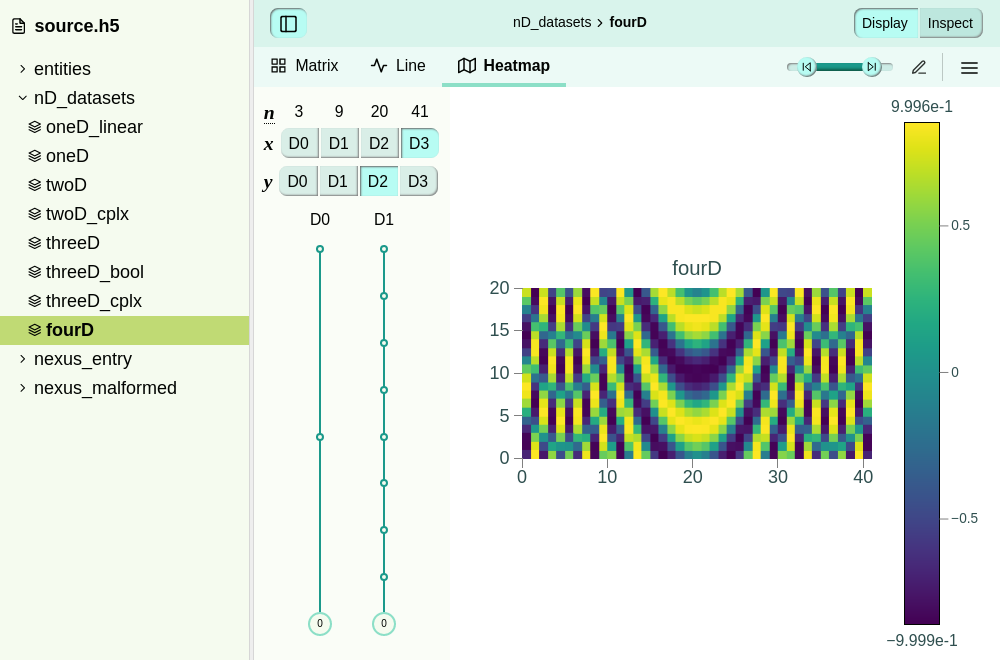 source.h5
entities
nD_datasets
oneD_linear
oneD
twoD
twoD_cplx
threeD
threeD_bool
threeD_cplx
fourD
nexus_entry
nexus_malformed
nD_datasets › fourD
Display
Inspect
Matrix
Line
Heatmap
n 3 9 20 41
x D0 D1 D2 D3
y D0 D1 D2 D3
D0 D1
0 0
fourD
20
15
10
5
0
0 10 20 30 40
9.996e-1
0.5
0
−0.5
−9.999e-1